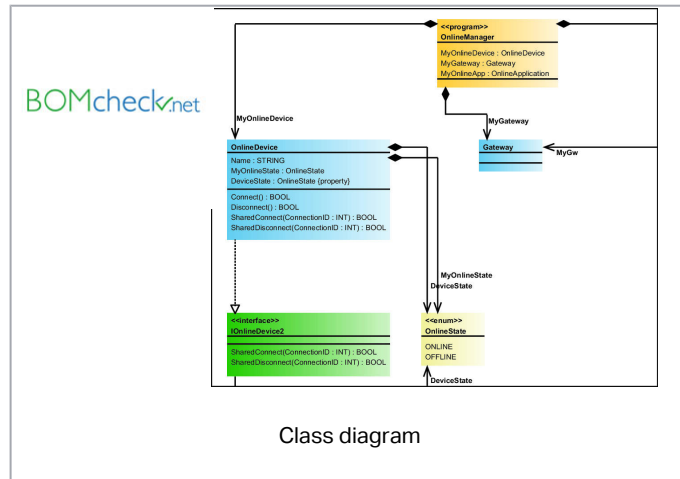 BOMcheck.net
<<program>>
OnlineManager
MyOnlineDevice : OnlineDevice
MyGateway : Gateway
MyOnlineApp : OnlineApplication
MyOnlineDevice
MyGateway
OnlineDevice
Name : STRING
MyOnlineState : OnlineState
DeviceState : OnlineState {property}
Connect() : BOOL
Disconnect() : BOOL
SharedConnect(ConnectionID : INT) : BOOL
SharedDisconnect(ConnectionID : INT) : BOOL
Gateway
MyGw
MyOnlineState
DeviceState
<<interface>>
IOnlineDevice2
SharedConnect(ConnectionID : INT) : BOOL
SharedDisconnect(ConnectionID : INT) : BOOL
<<enum>>
OnlineState
ONLINE
OFFLINE
DeviceState
Class diagram